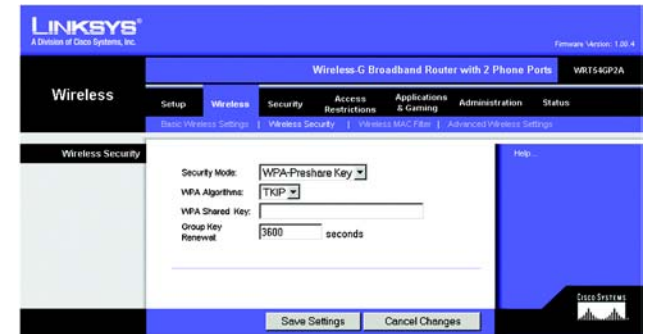 LINKSYS®
A Division of Cisco Systems, Inc.
Firmware Version: 1.00.4
Wireless-G Broadband Router with 2 Phone Ports WRT54GP2A
Wireless
Setup Wireless Security Access Restrictions Applications & Gaming Administration Status
Basic Wireless Settings | Wireless Security | Wireless MAC Filter | Advanced Wireless Settings
Wireless Security
Help...
Security Mode: WPA-Preshare Key
WPA Algorithms: TKIP
WPA Shared Key:
Group Key Renewal: 3600 seconds
Save Settings Cancel Changes
CISCO SYSTEMS